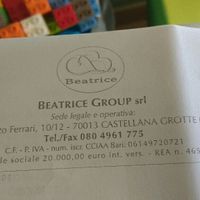 Beatrice
BEATRICE GROUP srl
Sede legale e operativa:
Ferrari, 10/12 - 70013 CASTELLANA GROTTE
Tel./Fax 080 4961 775
C.F. - P. IVA - num. iscr. CCIAA Bari: 06149720721
sociale 20.000,00 euro int. vers. - REA n.